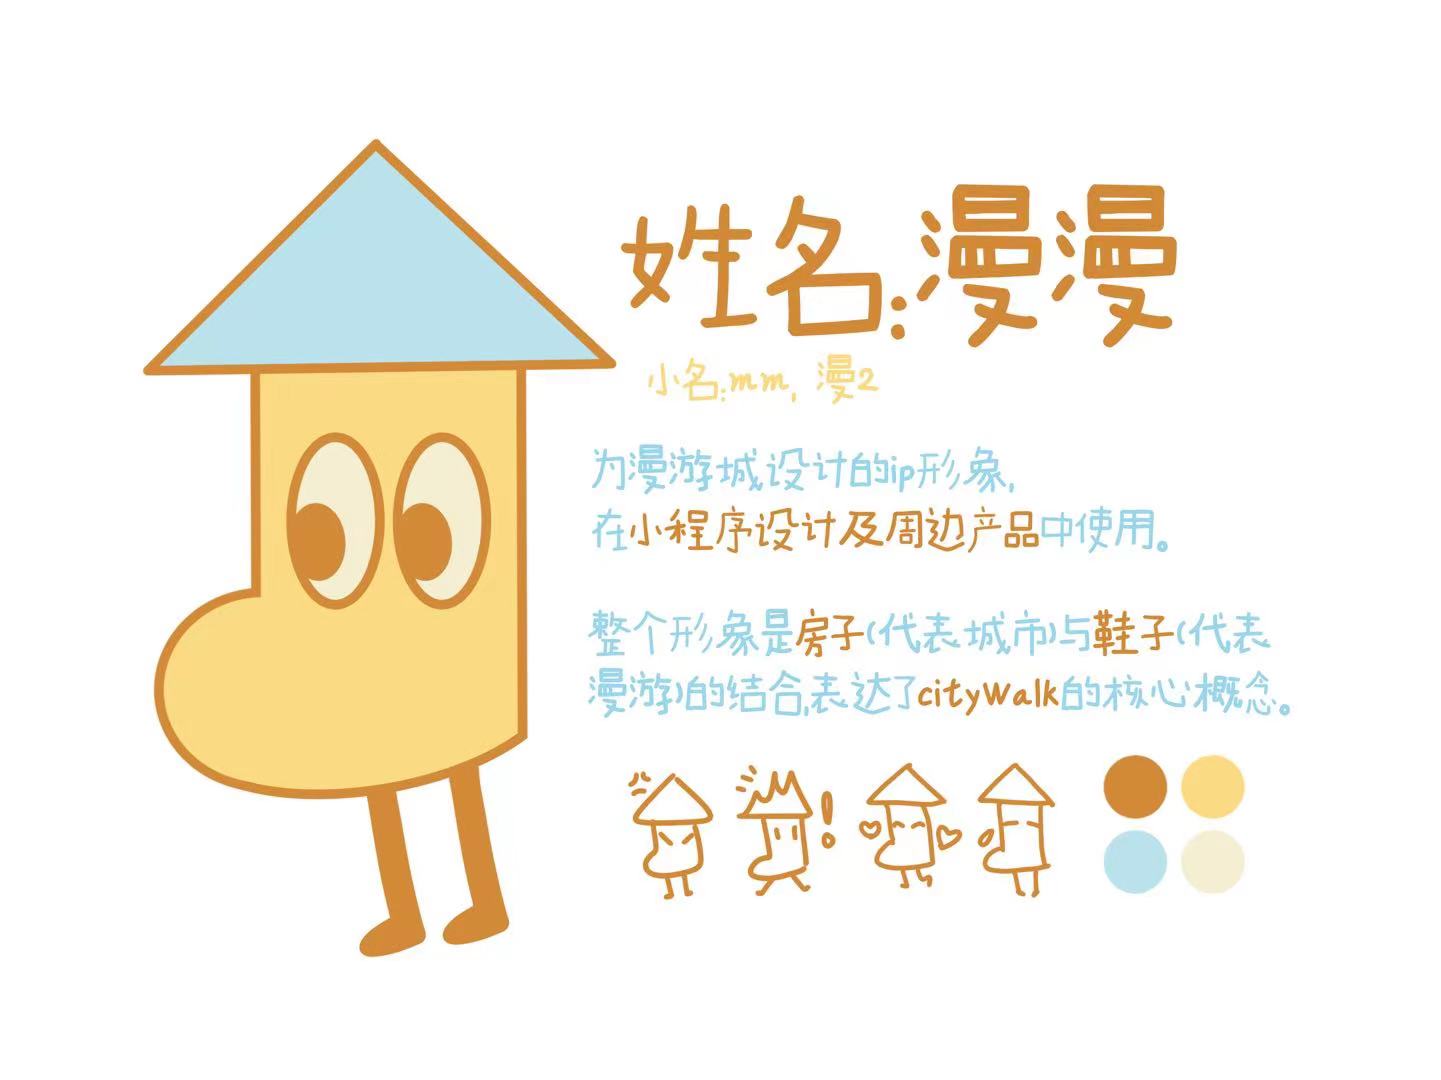 姓名:漫漫
小名:mm, 漫2
为漫游城设计的ip形象,
在小程序设计及周边产品中使用。
整个形象是房子(代表城市)与鞋子(代表
漫游)的结合,表达了cityWalk的核心概念。
!